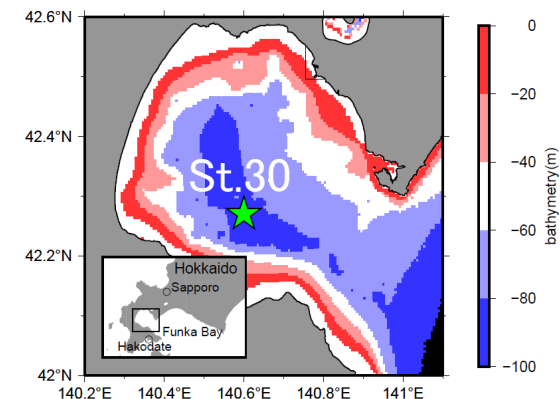 42.6°N
42.4°N
42.2°N
42°N
140.2°E 140.4°E 140.6°E 140.8°E 141°E
St.30
Hokkaido
Sapporo
Funka Bay
Hakodate
0
−20
−40
−60
−80
−100
bathymetry(m)